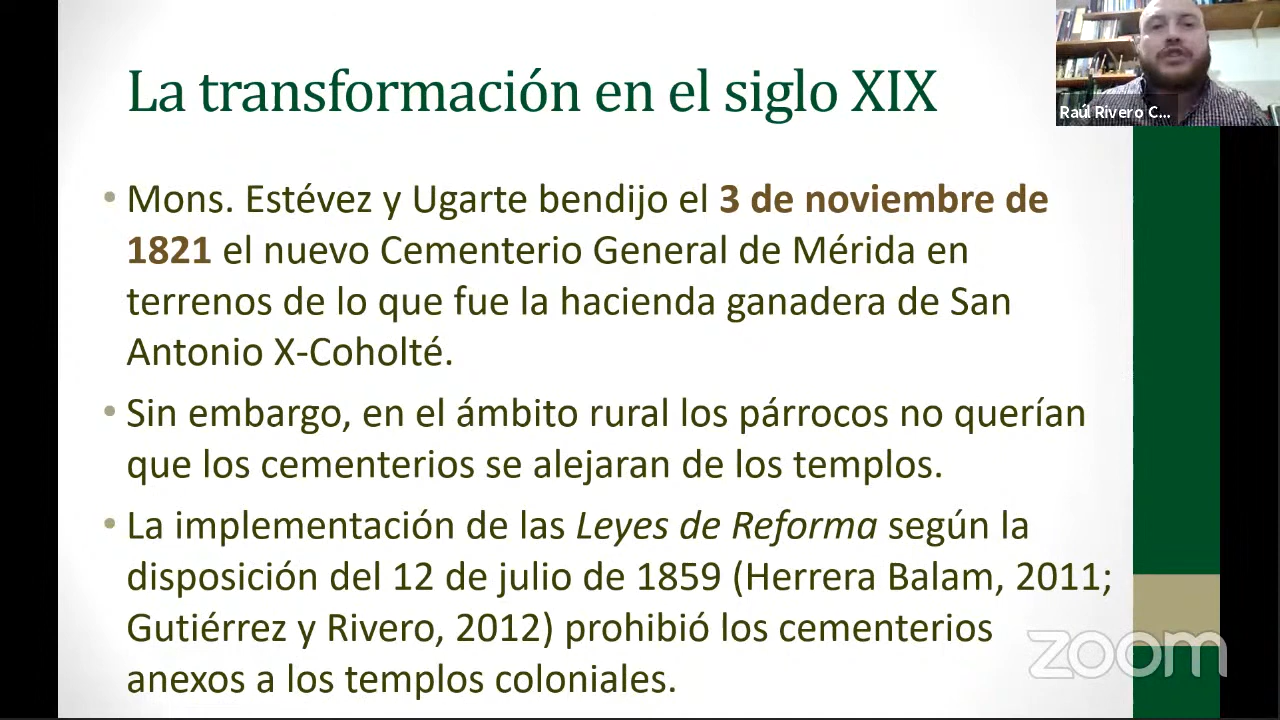 La transformación en el siglo XIX
Raúl Rivero C...
• Mons. Estévez y Ugarte bendijo el 3 de noviembre de
1821 el nuevo Cementerio General de Mérida en
terrenos de lo que fue la hacienda ganadera de San
Antonio X-Coholté.
• Sin embargo, en el ámbito rural los párrocos no querían
que los cementerios se alejaran de los templos.
• La implementación de las Leyes de Reforma según la
disposición del 12 de julio de 1859 (Herrera Balam, 2011;
Gutiérrez y Rivero, 2012) prohibió los cementerios
anexos a los templos coloniales.
zoom